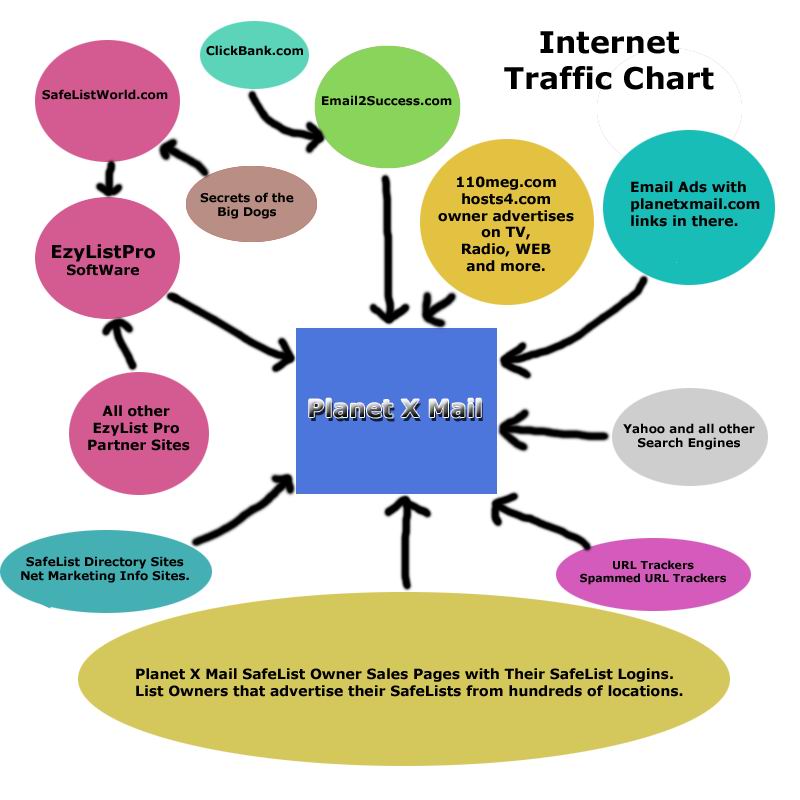 Internet
Traffic Chart
ClickBank.com
SafeListWorld.com
Email2Success.com
Secrets of the
Big Dogs
110meg.com
hosts4.com
owner advertises
on TV,
Radio, WEB
and more.
Email Ads with
planetxmail.com
links in there.
EzyListPro
SoftWare
Planet X Mail
All other
EzyList Pro
Partner Sites
Yahoo and all other
Search Engines
SafeList Directory Sites
Net Marketing Info Sites.
URL Trackers
Spammed URL Trackers
Planet X Mail SafeList Owner Sales Pages with Their SafeList Logins.
List Owners that advertise their SafeLists from hundreds of locations.